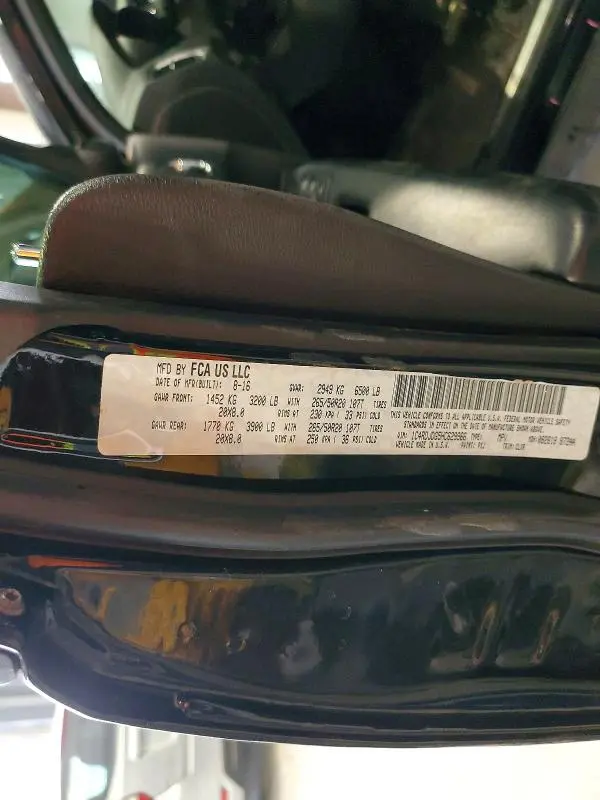 MFD BY FCA US LLC
DATE OF MFR(BUILT): 8-16 GVWR: 2949 KG 6500 LB
GAWR FRONT: 1452 KG 3200 LB WITH 265/50R20 107T TIRES
20X8.0 RIMS AT 230 KPA / 33 PSI COLD
GAWR REAR: 1770 KG 3900 LB WITH 265/50R20 107T TIRES
20X8.0 RIMS AT 250 KPA / 36 PSI COLD
THIS VEHICLE CONFORMS TO ALL APPLICABLE U.S.A. FEDERAL MOTOR VEHICLE SAFETY
STANDARDS IN EFFECT ON THE DATE OF MANUFACTURE SHOWN ABOVE.
VIN: TYPE: MPV
VEHICLE MADE IN U.S.A. PAINT: TRIM: